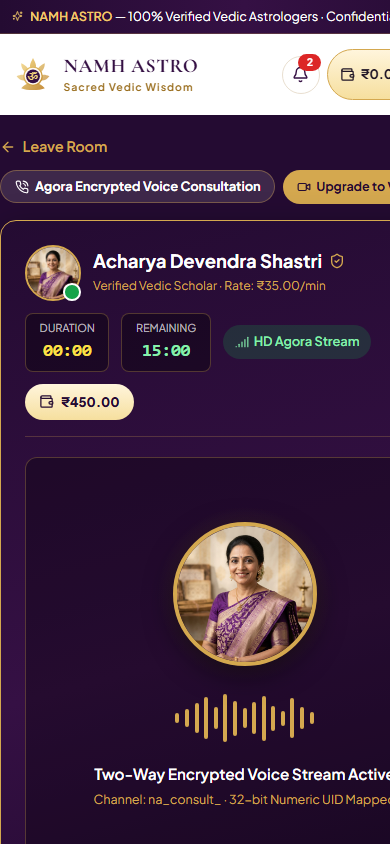 NAMH ASTRO — 100% Verified Vedic Astrologers · Confidenti
NAMH ASTRO
Sacred Vedic Wisdom
2
₹0.0
Leave Room
Agora Encrypted Voice Consultation
Upgrade to V
Acharya Devendra Shastri
Verified Vedic Scholar · Rate: ₹35.00/min
DURATION
00:00
REMAINING
15:00
HD Agora Stream
₹450.00
Two-Way Encrypted Voice Stream Active
Channel: na_consult_ · 32-bit Numeric UID Mapped